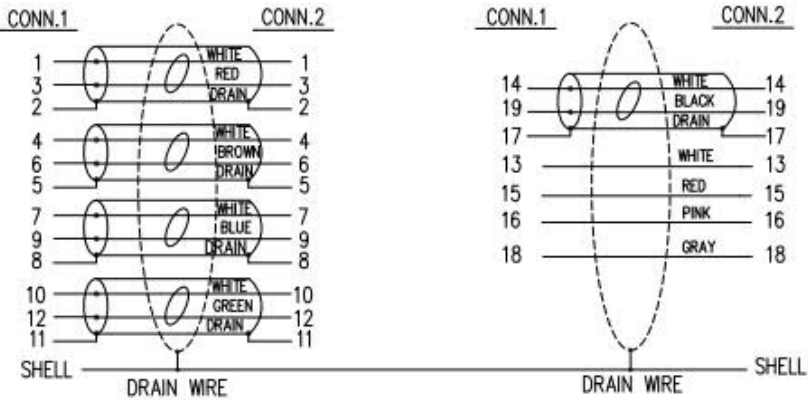 CONN.1 CONN.2
1 WHITE 1
3 RED 3
2 DRAIN 2
4 WHITE 4
6 BROWN 6
5 DRAIN 5
7 WHITE 7
9 BLUE 9
8 DRAIN 8
10 WHITE 10
12 GREEN 12
11 DRAIN 11
CONN.1 CONN.2
14 WHITE 14
19 BLACK 19
17 DRAIN 17
13 WHITE 13
15 RED 15
16 PINK 16
18 GRAY 18
SHELL SHELL
DRAIN WIRE DRAIN WIRE